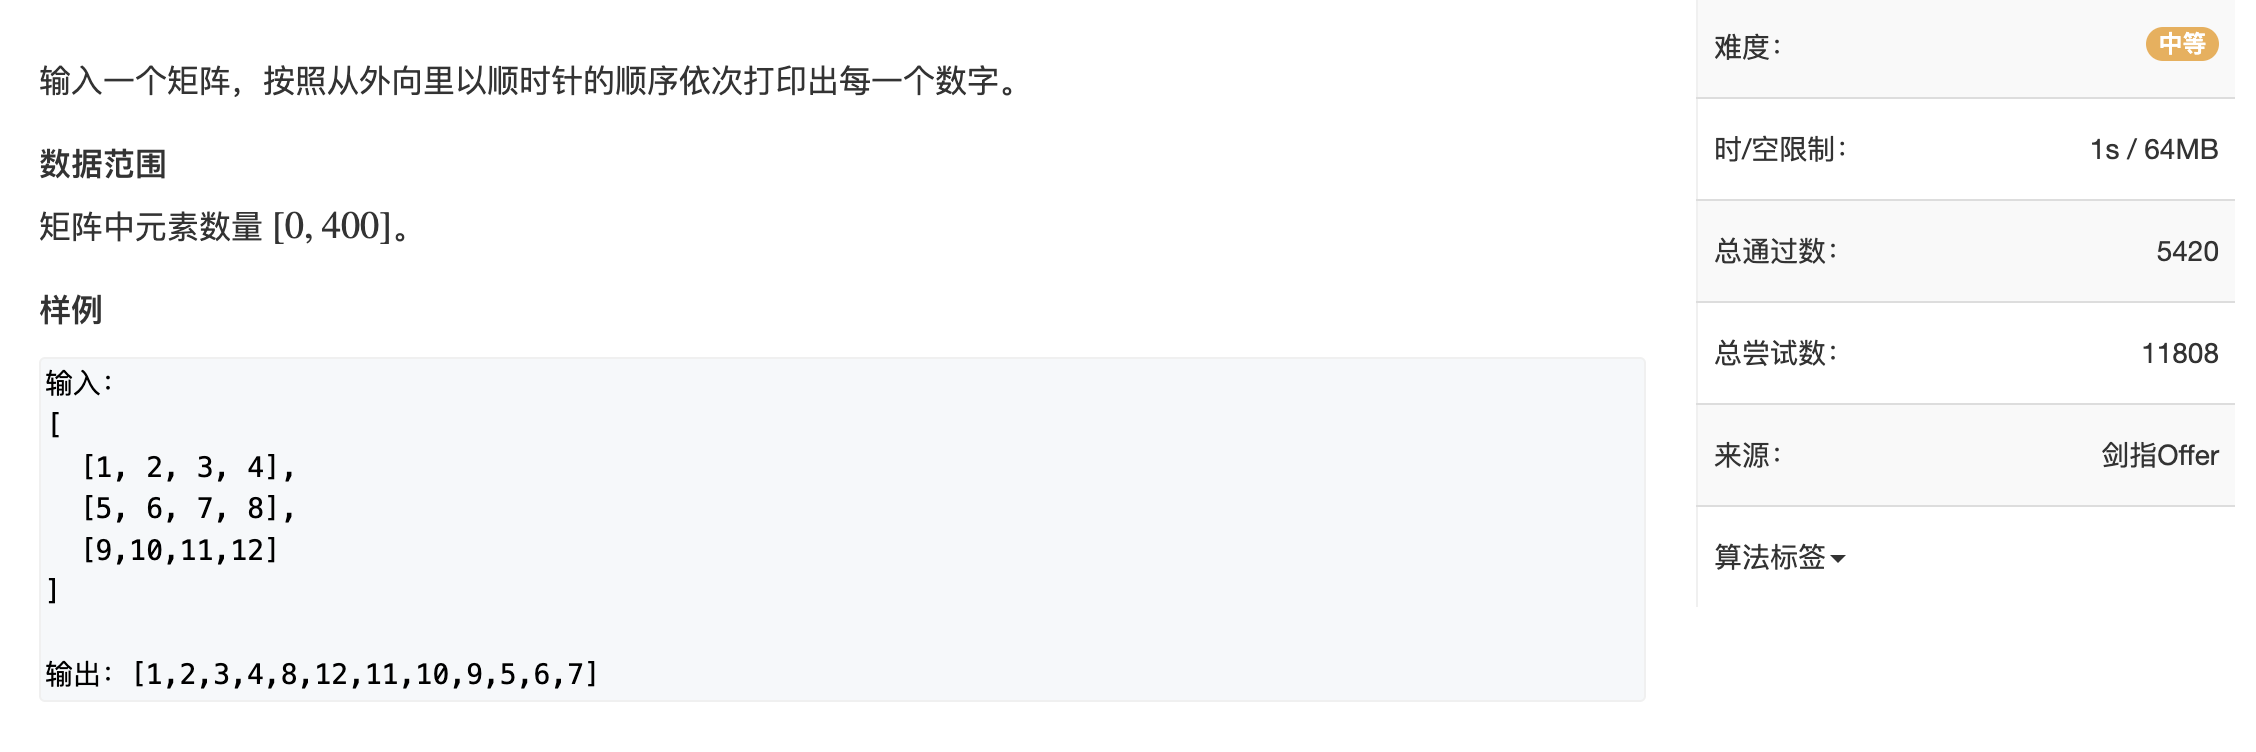 输入一个矩阵，按照从外向里以顺时针的顺序依次打印出每一个数字。
数据范围
矩阵中元素数量 [0, 400]。
样例
输入：
[
  [1, 2, 3, 4],
  [5, 6, 7, 8],
  [9,10,11,12]
]
输出：[1,2,3,4,8,12,11,10,9,5,6,7]
难度： 中等
时/空限制： 1s / 64MB
总通过数： 5420
总尝试数： 11808
来源： 剑指Offer
算法标签